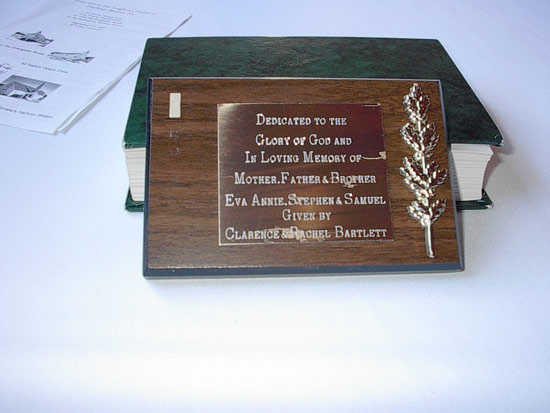 Dedicated to the
Glory of God and
In Loving Memory of
Mother, Father & Brother
Eva Annie, Stephen & Samuel
Given by
Clarence & Rachel Bartlett